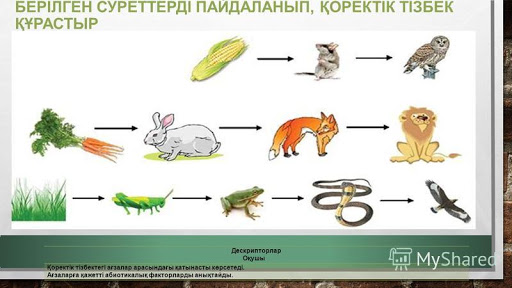 БЕРІЛГЕН СУРЕТТЕРДІ ПАЙДАЛАНЫП, ҚОРЕКТІК ТІЗБЕК
ҚҰРАСТЫР
Дескрипторлар
Оқушы
Қоректік тізбектегі ағзалар арасындағы қатынасты көрсетеді.
Ағзаларға қажетті абиотикалық факторларды анықтайды.
MyShared